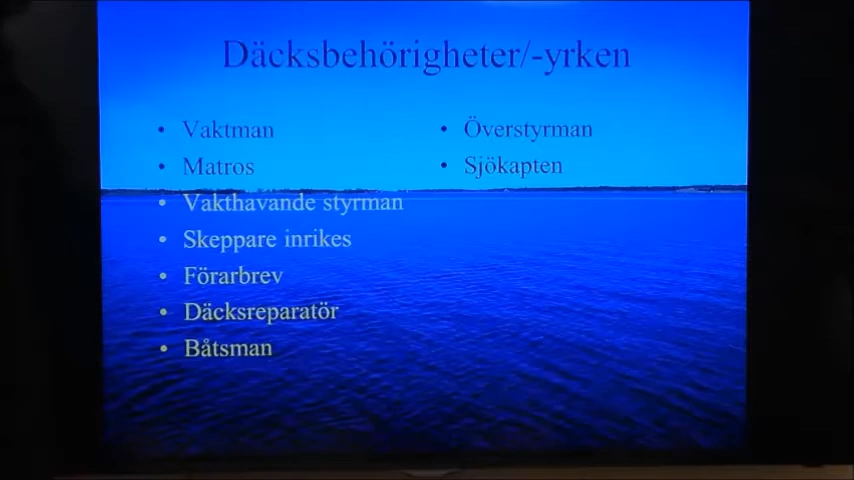 Däcksbehörigheter/-yrken
• Vaktman
• Matros
• Vakthavande styrman
• Skeppare inrikes
• Förarbrev
• Däcksreparatör
• Båtsman
• Överstyrman
• Sjökapten